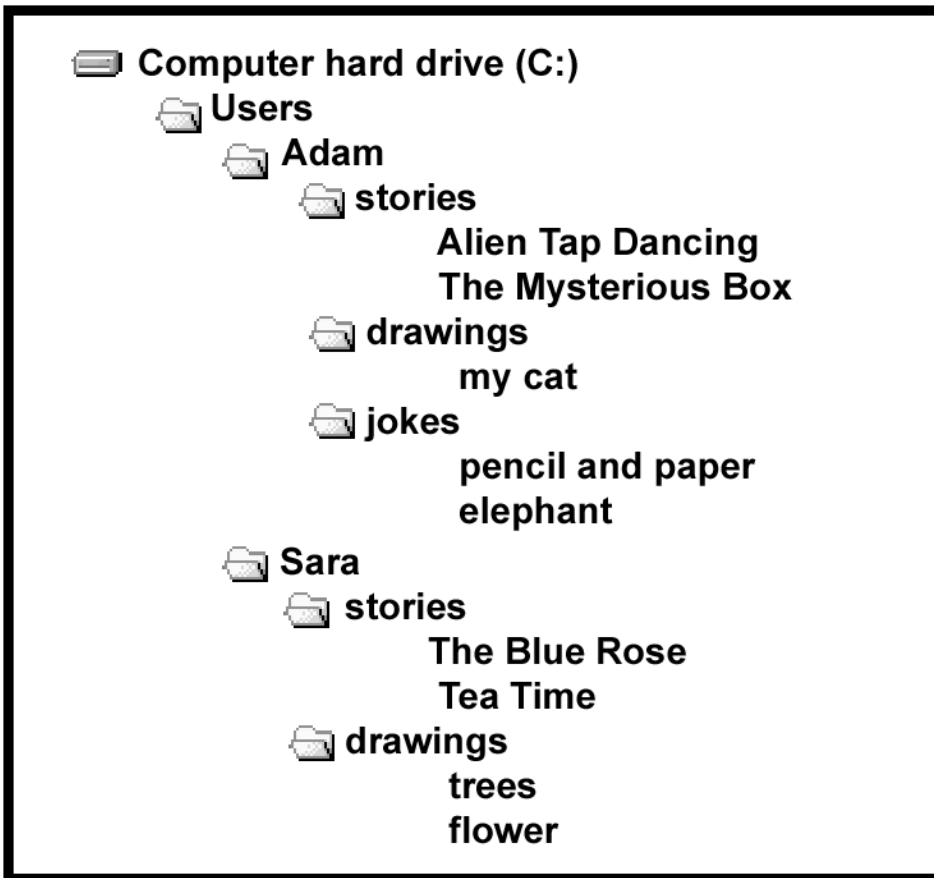 Computer hard drive (C:)
Users
Adam
stories
Alien Tap Dancing
The Mysterious Box
drawings
my cat
jokes
pencil and paper
elephant
Sara
stories
The Blue Rose
Tea Time
drawings
trees
flower